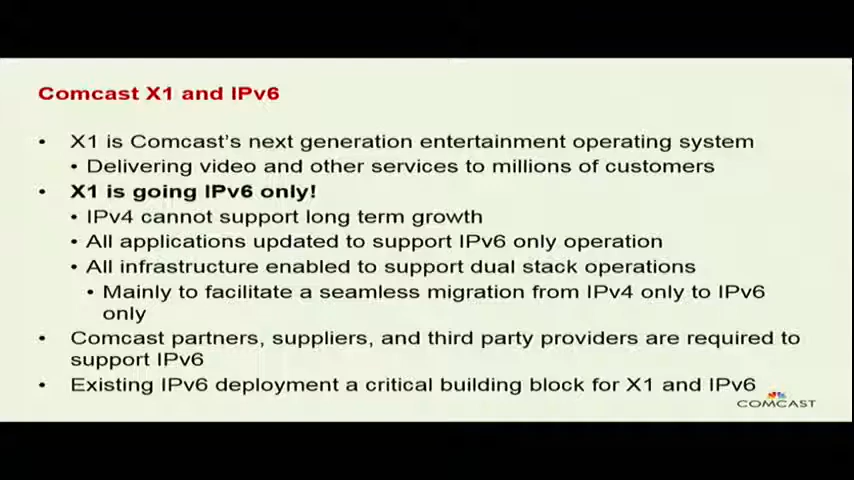 Comcast X1 and IPv6
• X1 is Comcast's next generation entertainment operating system
• Delivering video and other services to millions of customers
• X1 is going IPv6 only!
• IPv4 cannot support long term growth
• All applications updated to support IPv6 only operation
• All infrastructure enabled to support dual stack operations
• Mainly to facilitate a seamless migration from IPv4 only to IPv6
only
• Comcast partners, suppliers, and third party providers are required to
support IPv6
• Existing IPv6 deployment a critical building block for X1 and IPv6
COMCAST